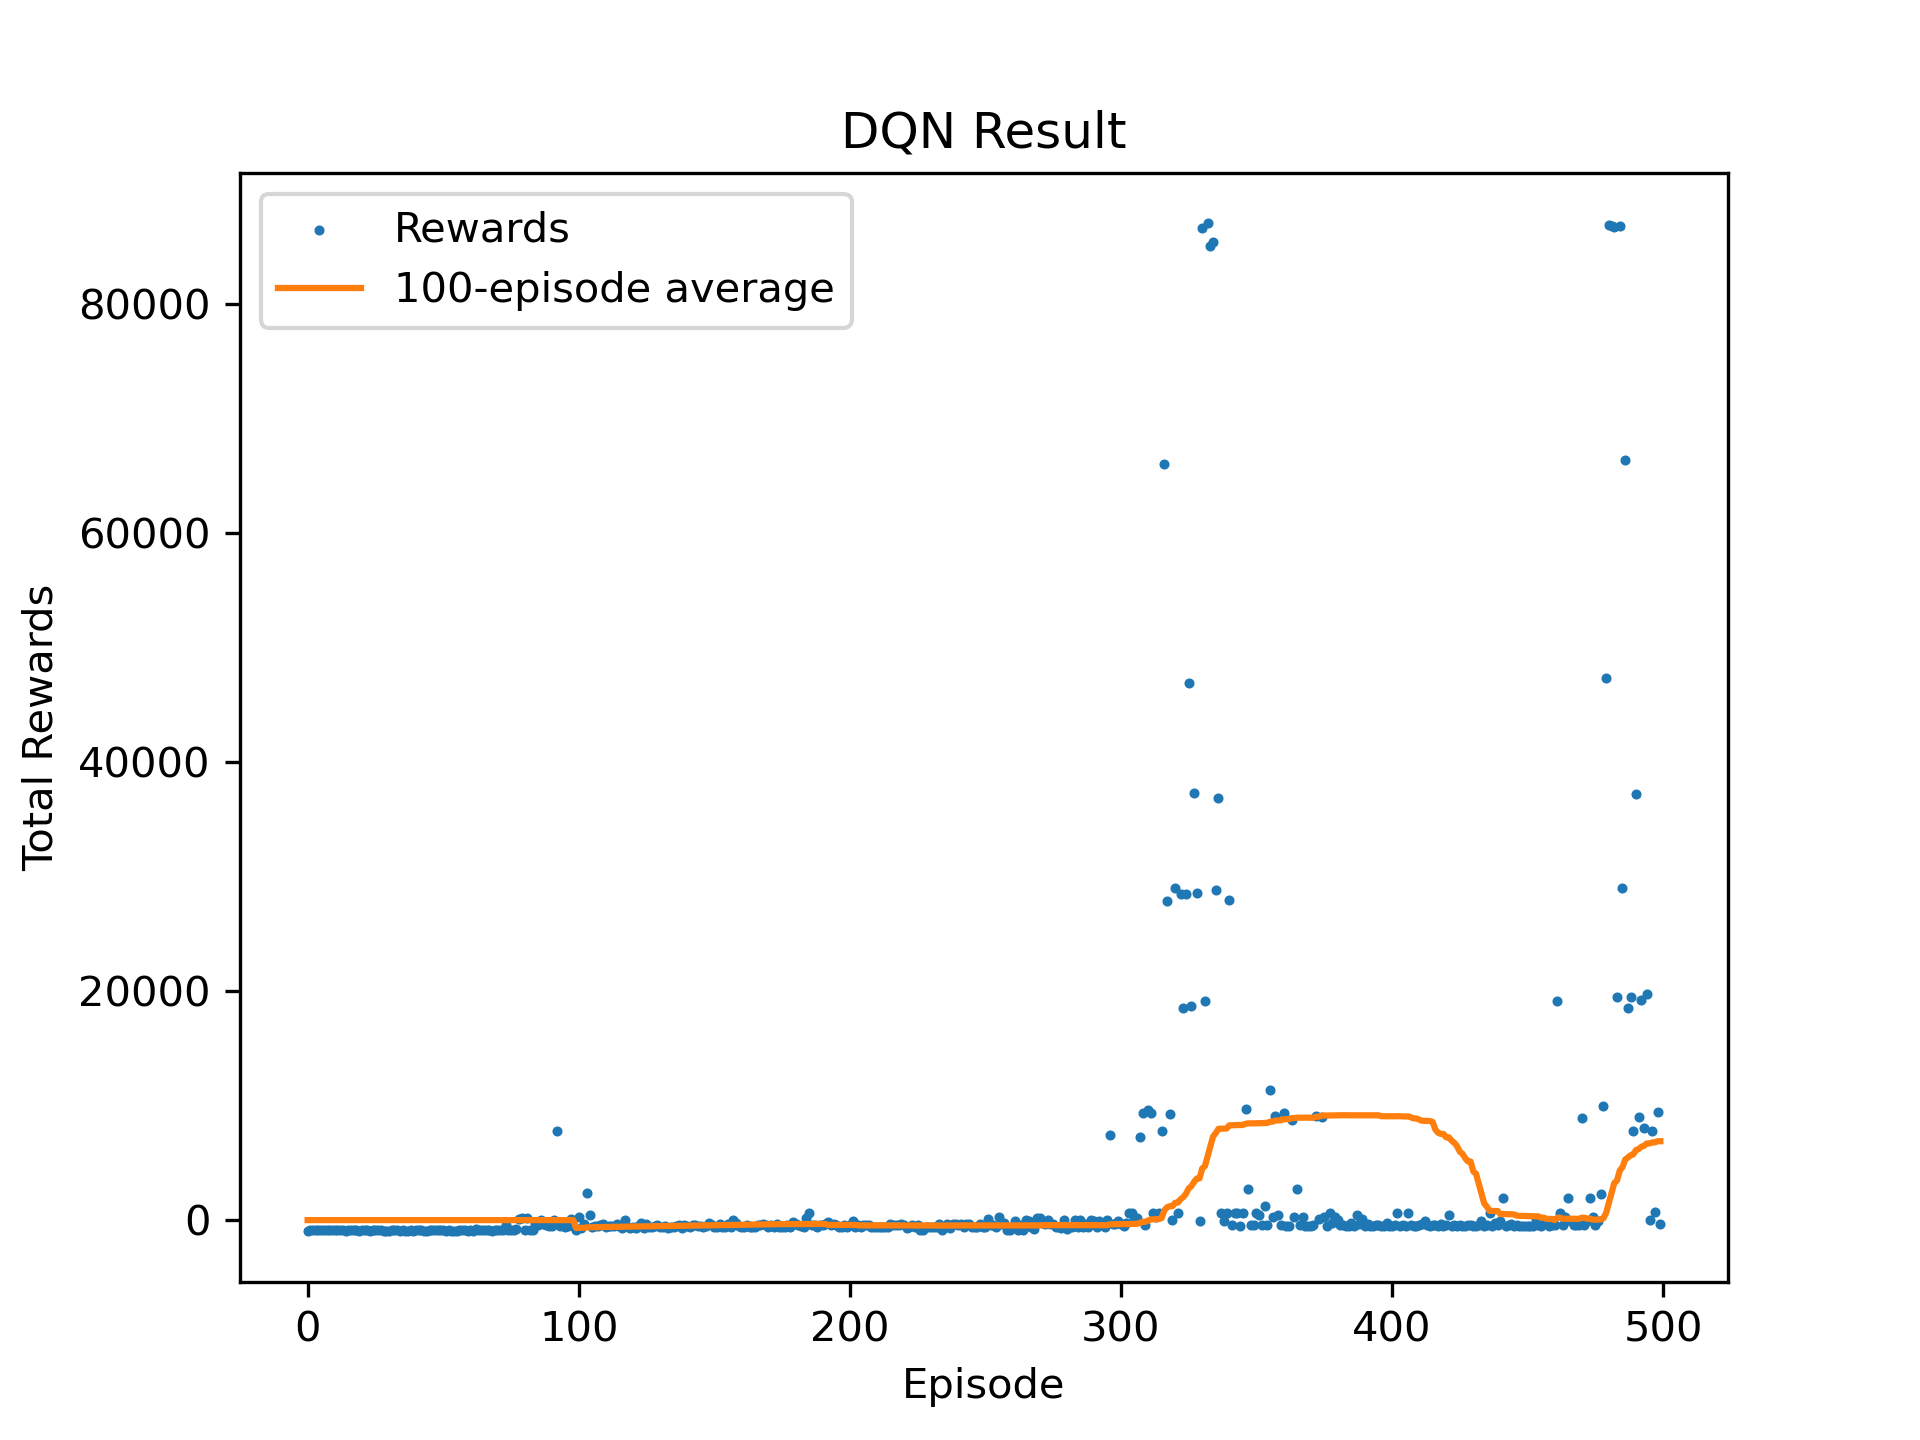 DQN Result
Rewards
100-episode average
80000
60000
40000
20000
0
Total Rewards
0 100 200 300 400 500
Episode